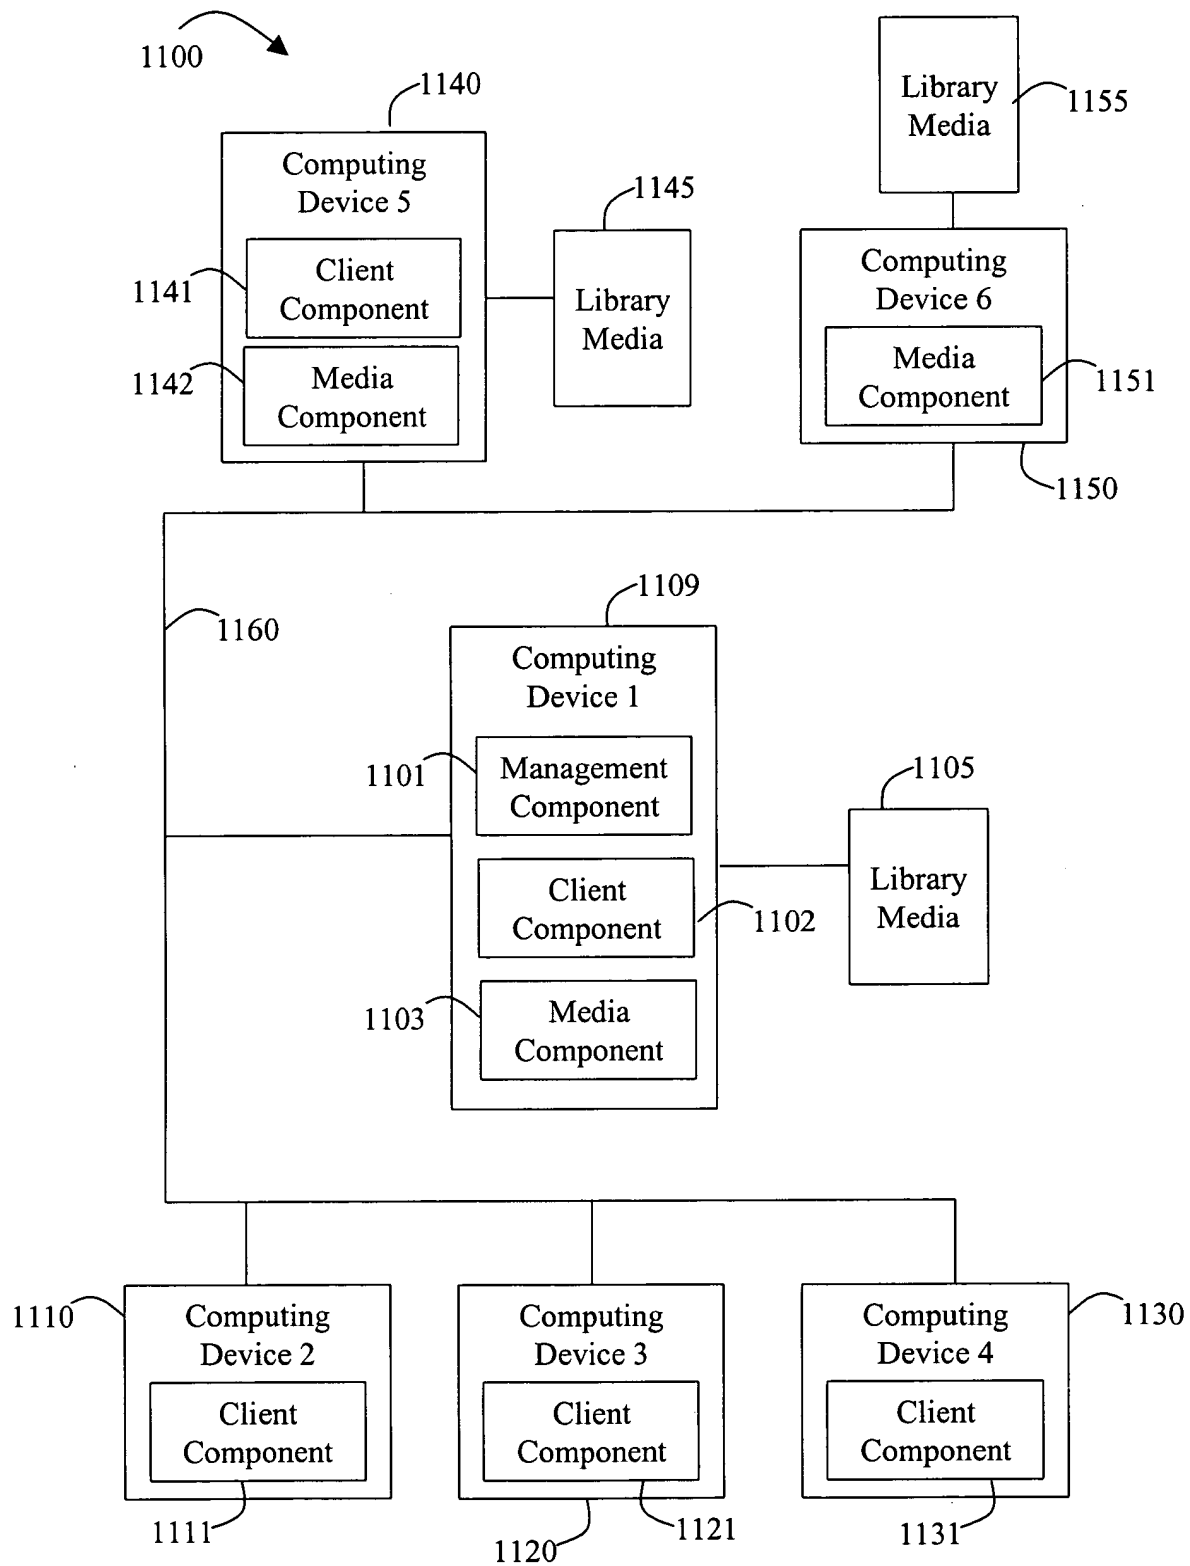 1100
1140
Computing
Device 5
1141
Client
Component
1142
Media
Component
1145
Library
Media
Library
Media
1155
Computing
Device 6
Media
Component
1151
1150
1160
1109
Computing
Device 1
1101
Management
Component
Client
Component
1102
1103
Media
Component
1105
Library
Media
1110
Computing
Device 2
Client
Component
1111
Computing
Device 3
Client
Component
1120
1121
Computing
Device 4
1130
Client
Component
1131